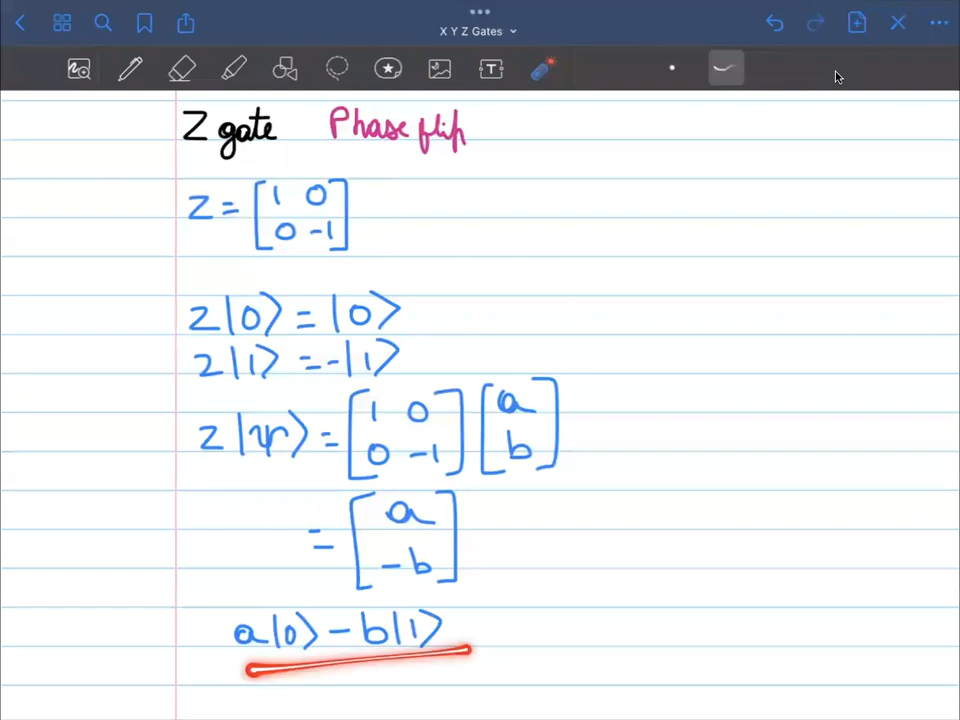 X Y Z Gates
Z gate Phase flip
Z = [1 0
0 -1]
Z|0⟩ = |0⟩
Z|1⟩ = -|1⟩
Z|ψ⟩ = [1 0
0 -1] [a
b]
= [a
-b]
a|0⟩ - b|1⟩